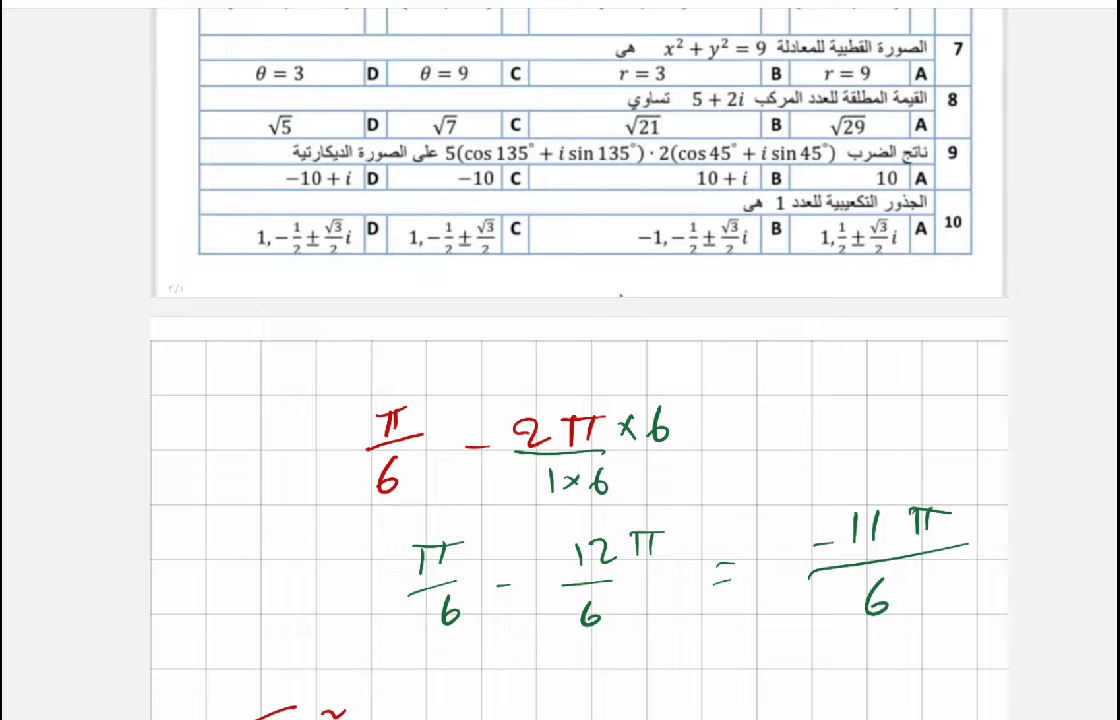 7 الصورة القطبية للمعادلة x² + y² = 9 هى
A r = 9 B r = 3 C θ = 9 D θ = 3
8 القيمة المطلقة للعدد المركب 5 + 2i تساوي
A √29 B √21 C √7 D √5
9 ناتج الضرب 5(cos 135° + i sin 135°) · 2(cos 45° + i sin 45°) على الصورة الديكارتية
A 10 B 10 + i C −10 D −10 + i
10 الجذور التكعيبية للعدد 1 هى
A 1, 1/2 ± √3/2 i B −1, −1/2 ± √3/2 i C 1, −1/2 ± √3/2 D 1, −1/2 ± √3/2 i
π/6 − 2π × 6/1 × 6
π/6 − 12π/6 = −11π/6